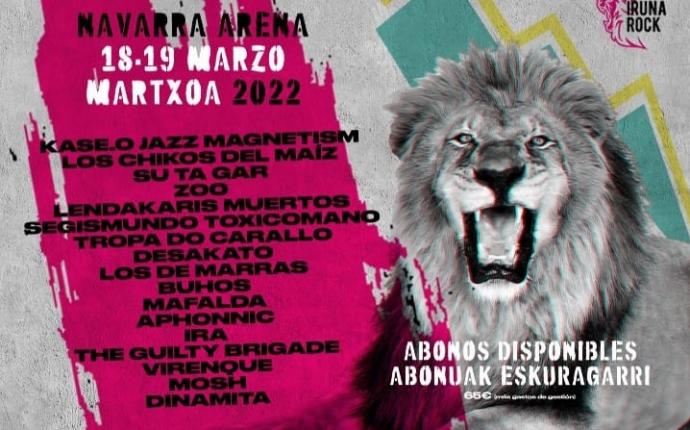 NAVARRA ARENA
18-19 MARZO
MARTXOA 2022
KASE.O JAZZ MAGNETISM
LOS CHIKOS DEL MAÍZ
SU TA GAR
ZOO
LENDAKARIS MUERTOS
SEGISMUNDO TOXICOMANO
TROPA DO CARALLO
DESAKATO
LOS DE MARRAS
BUHOS
MAFALDA
APHONNIC
IRA
THE GUILTY BRIGADE
VIRENQUE
MOSH
DINAMITA
IRUÑA
ROCK
ABONOS DISPONIBLES
ABONUAK ESKURAGARRI
65€ (más gastos de gestión)